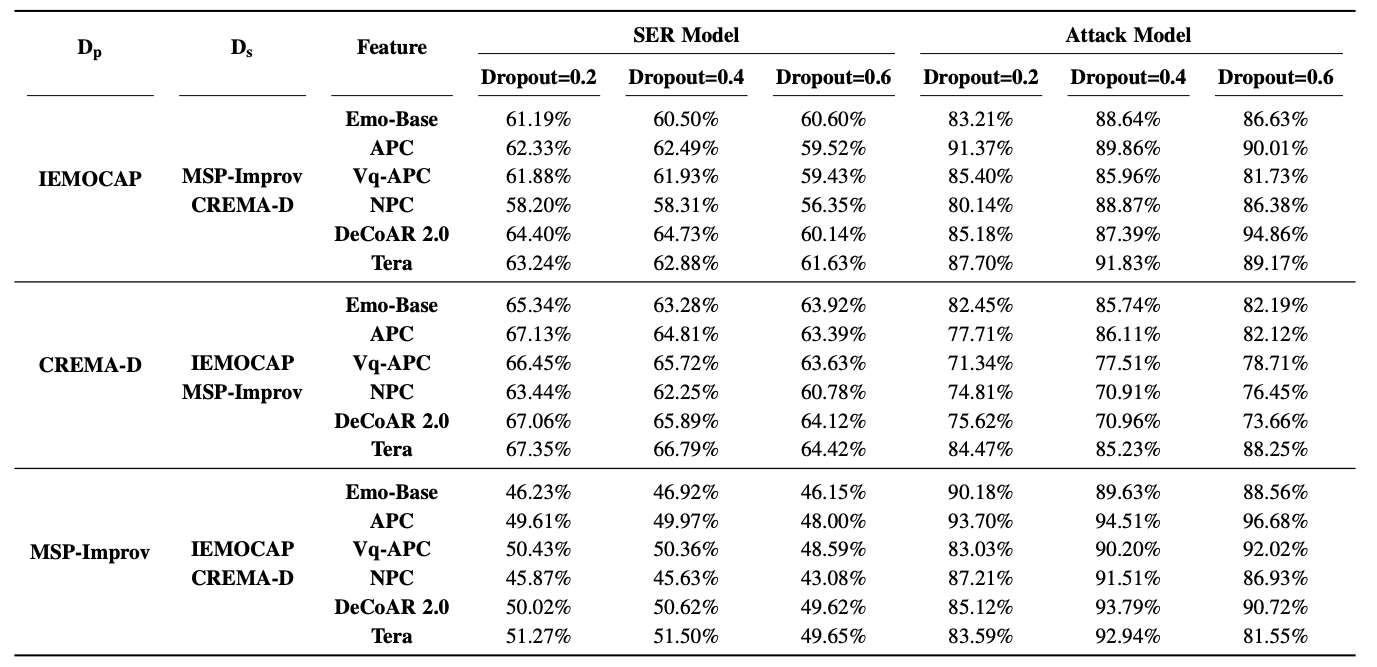 D_p D_s Feature SER Model Attack Model
Dropout=0.2 Dropout=0.4 Dropout=0.6 Dropout=0.2 Dropout=0.4 Dropout=0.6
Emo-Base 61.19% 60.50% 60.60% 83.21% 88.64% 86.63%
APC 62.33% 62.49% 59.52% 91.37% 89.86% 90.01%
IEMOCAP MSP-Improv Vq-APC 61.88% 61.93% 59.43% 85.40% 85.96% 81.73%
CREMA-D NPC 58.20% 58.31% 56.35% 80.14% 88.87% 86.38%
DeCoAR 2.0 64.40% 64.73% 60.14% 85.18% 87.39% 94.86%
Tera 63.24% 62.88% 61.63% 87.70% 91.83% 89.17%
Emo-Base 65.34% 63.28% 63.92% 82.45% 85.74% 82.19%
APC 67.13% 64.81% 63.39% 77.71% 86.11% 82.12%
CREMA-D IEMOCAP Vq-APC 66.45% 65.72% 63.63% 71.34% 77.51% 78.71%
MSP-Improv NPC 63.44% 62.25% 60.78% 74.81% 70.91% 76.45%
DeCoAR 2.0 67.06% 65.89% 64.12% 75.62% 70.96% 73.66%
Tera 67.35% 66.79% 64.42% 84.47% 85.23% 88.25%
Emo-Base 46.23% 46.92% 46.15% 90.18% 89.63% 88.56%
APC 49.61% 49.97% 48.00% 93.70% 94.51% 96.68%
MSP-Improv IEMOCAP Vq-APC 50.43% 50.36% 48.59% 83.03% 90.20% 92.02%
CREMA-D NPC 45.87% 45.63% 43.08% 87.21% 91.51% 86.93%
DeCoAR 2.0 50.02% 50.62% 49.62% 85.12% 93.79% 90.72%
Tera 51.27% 51.50% 49.65% 83.59% 92.94% 81.55%